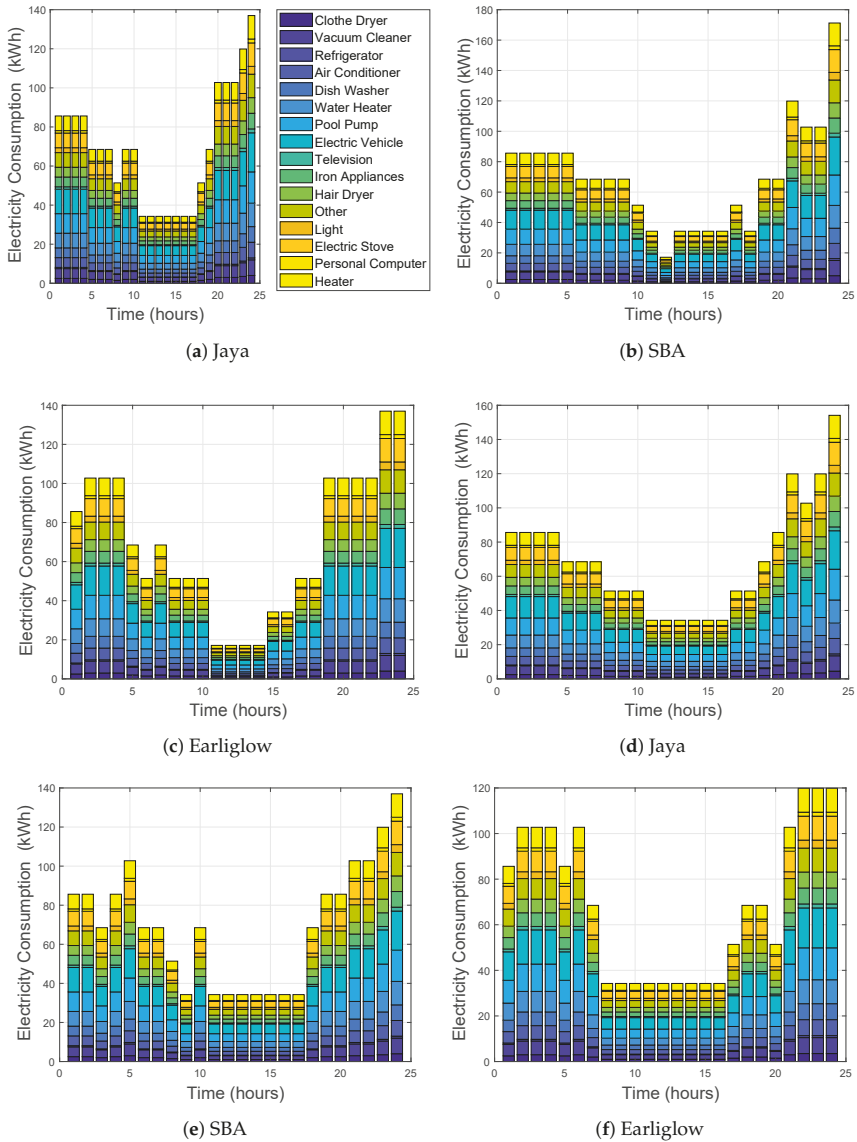 140
120
100
80
60
40
20
0
Electricity Consumption (kWh)
0 5 10 15 20 25
Time (hours)
(a) Jaya
Clothe Dryer
Vacuum Cleaner
Refrigerator
Air Conditioner
Dish Washer
Water Heater
Pool Pump
Electric Vehicle
Television
Iron Appliances
Hair Dryer
Other
Light
Electric Stove
Personal Computer
Heater
180
160
140
120
100
80
60
40
20
0
Electricity Consumption (kWh)
0 5 10 15 20 25
Time (hours)
(b) SBA
140
120
100
80
60
40
20
0
Electricity Consumption (kWh)
0 5 10 15 20 25
Time (hours)
(c) Earliglow
160
140
120
100
80
60
40
20
0
Electricity Consumption (kWh)
0 5 10 15 20 25
Time (hours)
(d) Jaya
140
120
100
80
60
40
20
0
Electricity Consumption (kWh)
0 5 10 15 20 25
Time (hours)
(e) SBA
120
100
80
60
40
20
0
Electricity Consumption (kWh)
0 5 10 15 20 25
Time (hours)
(f) Earliglow